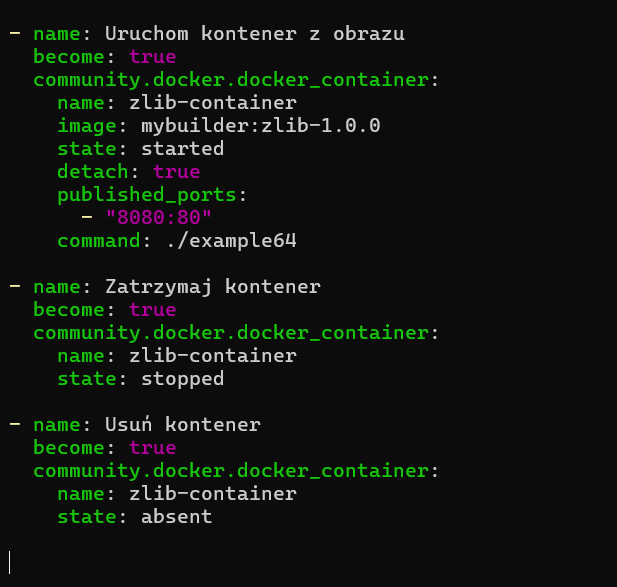 - name: Uruchom kontener z obrazu
  become: true
  community.docker.docker_container:
    name: zlib-container
    image: mybuilder:zlib-1.0.0
    state: started
    detach: true
    published_ports:
      - "8080:80"
    command: ./example64
- name: Zatrzymaj kontener
  become: true
  community.docker.docker_container:
    name: zlib-container
    state: stopped
- name: Usuń kontener
  become: true
  community.docker.docker_container:
    name: zlib-container
    state: absent